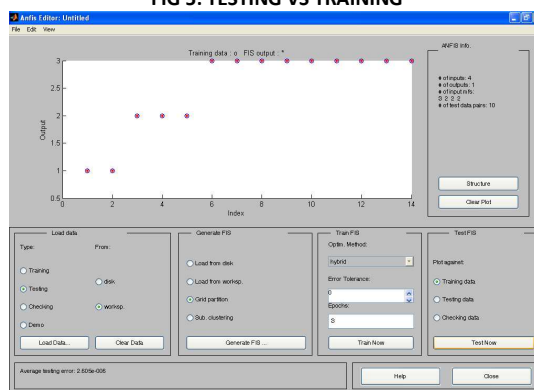 FIG 5: TESTING VS TRAINING
Anfis Editor: Untitled
File Edit View
Training data : o FIS output : *
3
2.5
2
1.5
1
0.5
Output
0 2 4 6 8 10 12 14
Index
ANFIS Info.
# of inputs: 4
# of outputs: 1
# of input mfs:
3 2 2 2
# of test data pairs: 10
Structure
Clear Plot
Load data
Type: From:
Training
Testing
Checking
Demo
disk
worksp.
Load Data... Clear Data
Generate FIS
Load from disk
Load from worksp.
Grid partition
Sub. clustering
Generate FIS ...
Train FIS
Optim. Method:
hybrid
Error Tolerance:
0
Epochs:
3
Train Now
Test FIS
Plot against:
Training data
Testing data
Checking data
Test Now
Average testing error: 2.605e-006
Help Close